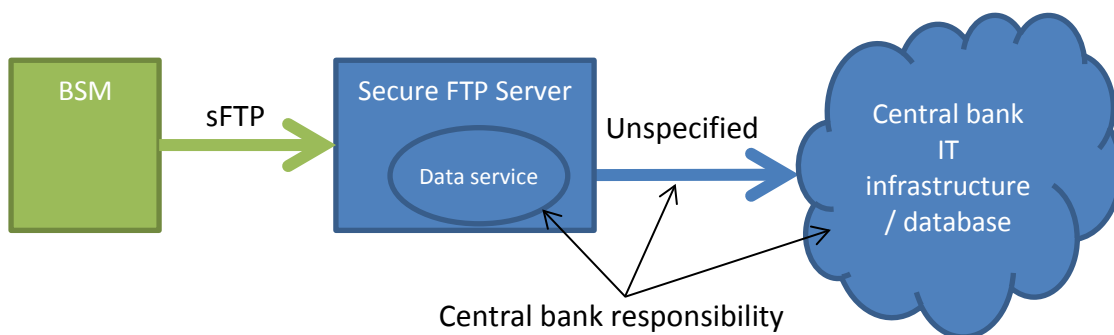 BSM
sFTP
Secure FTP Server
Data service
Unspecified
Central bank
IT
infrastructure
/ database
Central bank responsibility